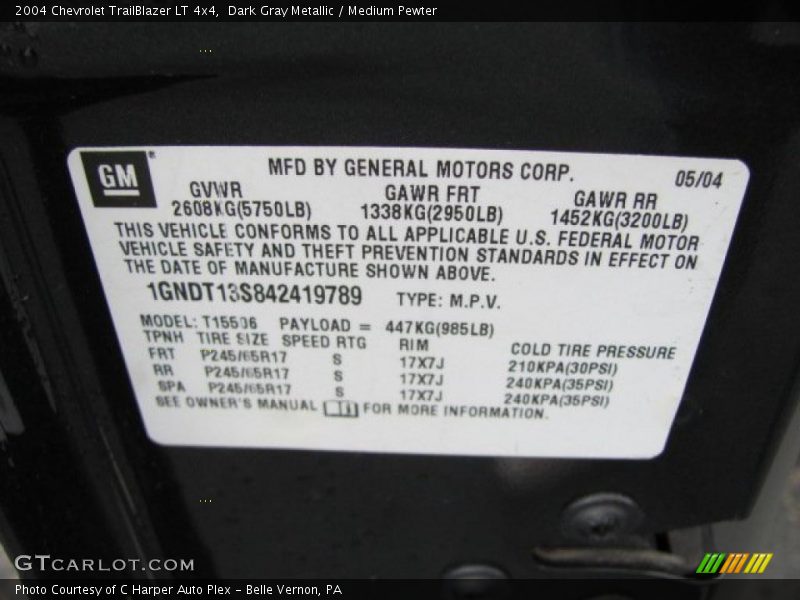 2004 Chevrolet TrailBlazer LT 4x4,  Dark Gray Metallic / Medium Pewter
GM
MFD BY GENERAL MOTORS CORP.
05/04
GVWR GAWR FRT GAWR RR
2608KG(5750LB) 1338KG(2950LB) 1452KG(3200LB)
THIS VEHICLE CONFORMS TO ALL APPLICABLE U.S. FEDERAL MOTOR
VEHICLE SAFETY AND THEFT PREVENTION STANDARDS IN EFFECT ON
THE DATE OF MANUFACTURE SHOWN ABOVE.
1GNDT13S842419789 TYPE: M.P.V.
MODEL: T15506 PAYLOAD = 447KG(985LB)
TPNH TIRE SIZE SPEED RTG RIM COLD TIRE PRESSURE
FRT P245/65R17 S 17X7J 210KPA(30PSI)
RR P245/65R17 S 17X7J 240KPA(35PSI)
SPA P245/65R17 S 17X7J 240KPA(35PSI)
SEE OWNER'S MANUAL FOR MORE INFORMATION.
GTCARLOT.COM
Photo Courtesy of C Harper Auto Plex – Belle Vernon, PA